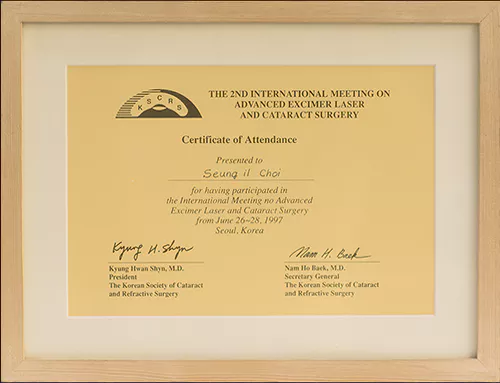 KSCRS
THE 2ND INTERNATIONAL MEETING ON
ADVANCED EXCIMER LASER
AND CATARACT SURGERY
Certificate of Attendance
Presented to
Seung il Choi
for having participated in
the International Meeting no Advanced
Excimer Laser and Cataract Surgery
from June 26~28, 1997
Seoul, Korea
Kyung H. Shyn
Kyung Hwan Shyn, M.D.
President
The Korean Society of Cataract
and Refractive Surgery
Nam H. Baek
Nam Ho Baek, M.D.
Secretary General
The Korean Society of Cataract
and Refractive Surgery